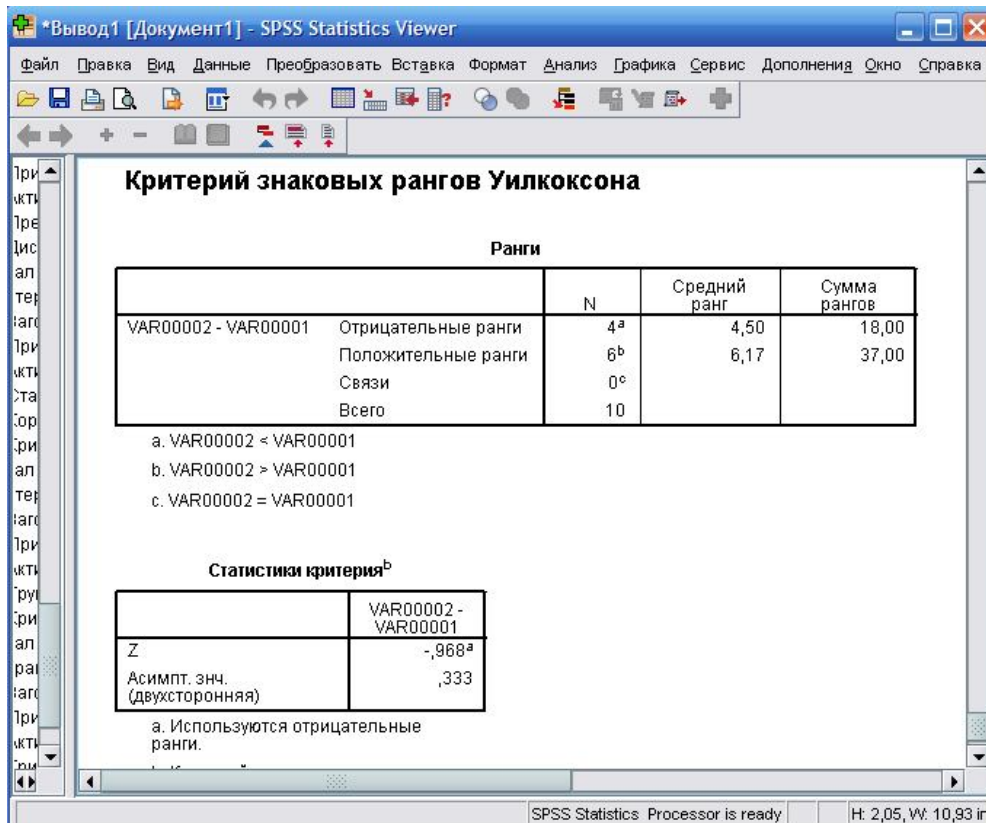 *Вывод1 [Документ1] - SPSS Statistics Viewer
Файл Правка Вид Данные Преобразовать Вставка Формат Анализ Графика Сервис Дополнения Окно Справка
Критерий знаковых рангов Уилкоксона
Ранги
N Средний ранг Сумма рангов
VAR00002 - VAR00001 Отрицательные ранги 4a 4,50 18,00
Положительные ранги 6b 6,17 37,00
Связи 0c
Всего 10
a. VAR00002 < VAR00001
b. VAR00002 > VAR00001
c. VAR00002 = VAR00001
Статистики критерияb
VAR00002 - VAR00001
Z -,968a
Асимпт. знч. (двухсторонняя) ,333
a. Используются отрицательные
ранги.
SPSS Statistics Processor is ready
H: 2,05, W: 10,93 in